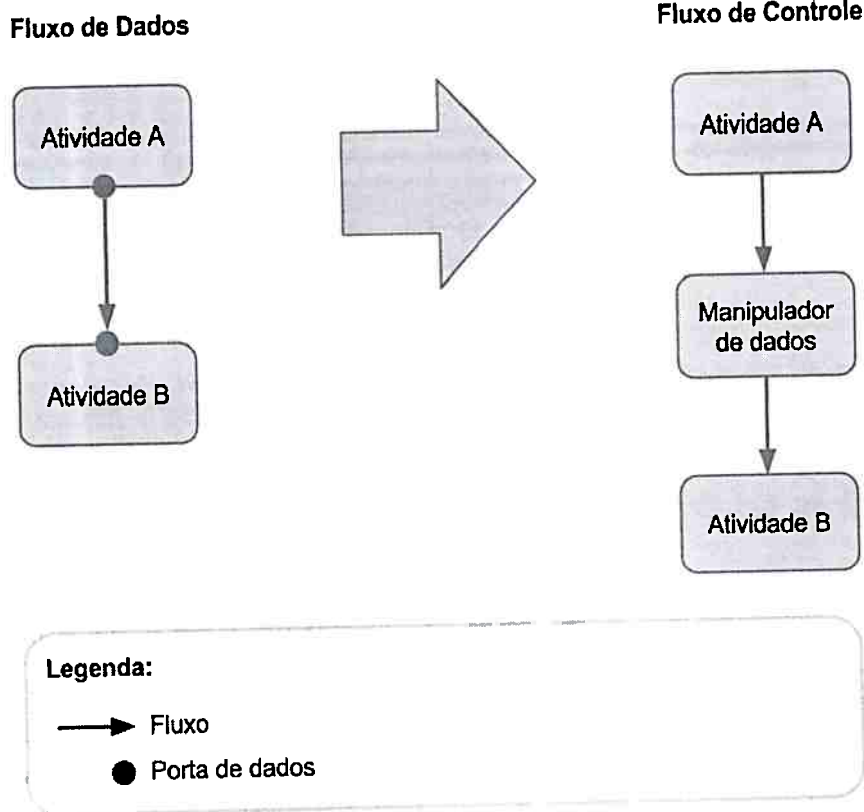 Fluxo de Dados
Atividade A
Atividade B
Fluxo de Controle
Atividade A
Manipulador
de dados
Atividade B
Legenda:
Fluxo
Porta de dados